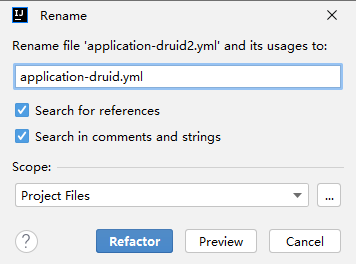 IJ
Rename
Rename file 'application-druid2.yml' and its usages to:
application-druid.yml
Search for references
Search in comments and strings
Scope:
Project Files
...
?
Refactor
Preview
Cancel